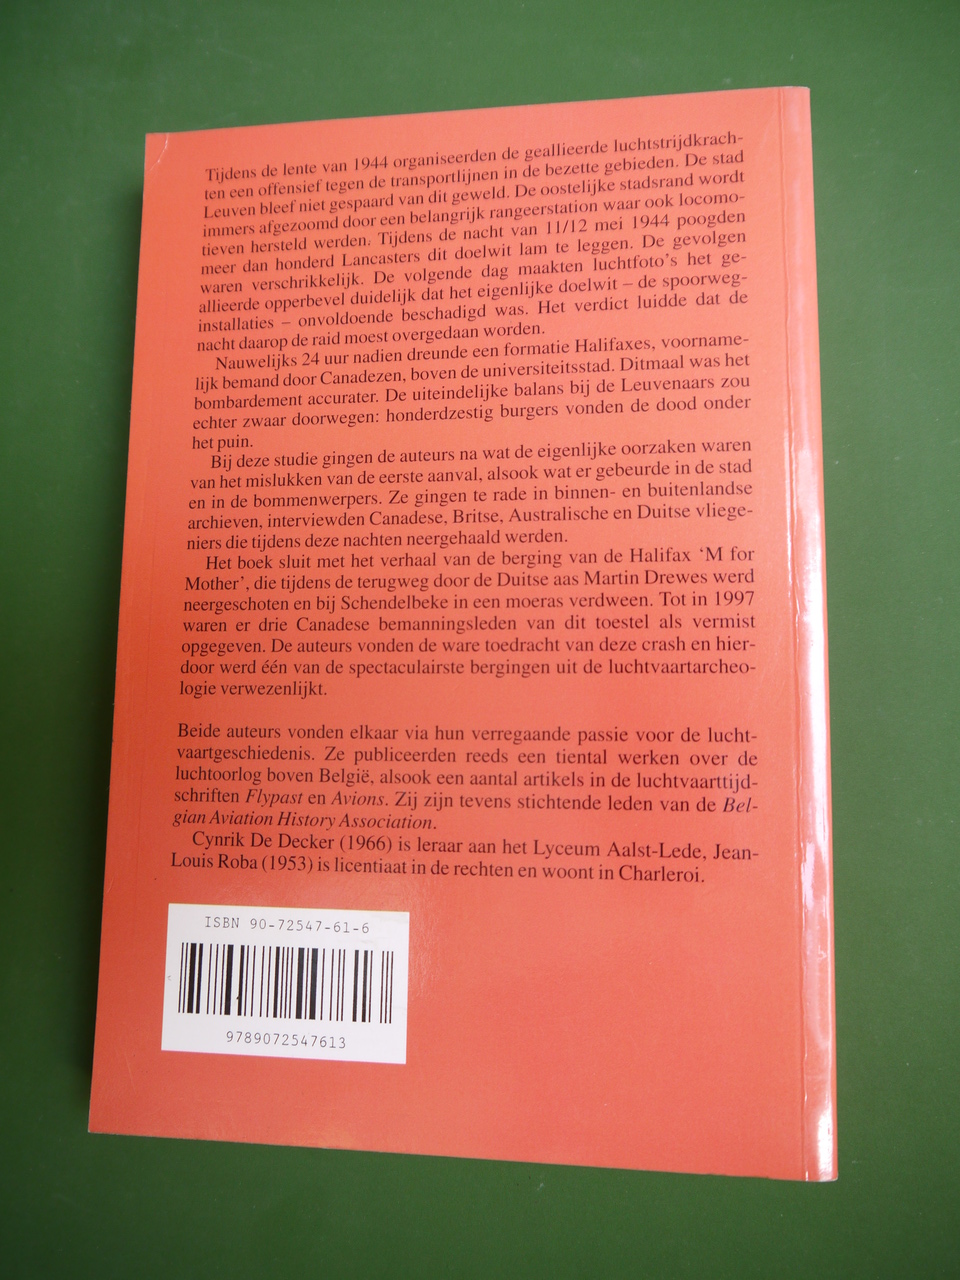 Tijdens de lente van 1944 organiseerden de geallieerde luchtstrijdkrach-
ten een offensief tegen de transportlijnen in de bezette gebieden. De stad
Leuven bleef niet gespaard van dit geweld. De oostelijke stadsrand wordt
immers afgezoomd door een belangrijk rangeerstation waar ook locomo-
tieven hersteld werden. Tijdens de nacht van 11/12 mei 1944 poogden
meer dan honderd Lancasters dit doelwit lam te leggen. De gevolgen
waren verschrikkelijk. De volgende dag maakten luchtfoto's het ge-
allieerde opperbevel duidelijk dat het eigenlijke doelwit – de spoorweg-
installaties – onvoldoende beschadigd was. Het verdict luidde dat de
nacht daarop de raid moest overgedaan worden.
Nauwelijks 24 uur nadien dreunde een formatie Halifaxes, voorname-
lijk bemand door Canadezen, boven de universiteitsstad. Ditmaal was het
bombardement accurater. De uiteindelijke balans bij de Leuvenaars zou
echter zwaar doorwegen: honderdzestig burgers vonden de dood onder
het puin.
Bij deze studie gingen de auteurs na wat de eigenlijke oorzaken waren
van het mislukken van de eerste aanval, alsook wat er gebeurde in de stad
en in de bommenwerpers. Ze gingen te rade in binnen- en buitenlandse
archieven, interviewden Canadese, Britse, Australische en Duitse vliege-
niers die tijdens deze nachten neergehaald werden.
Het boek sluit met het verhaal van de berging van de Halifax ‘M for
Mother’, die tijdens de terugweg door de Duitse aas Martin Drewes werd
neergeschoten en bij Schendelbeke in een moeras verdween. Tot in 1997
waren er drie Canadese bemanningsleden van dit toestel als vermist
opgegeven. De auteurs vonden de ware toedracht van deze crash en hier-
door werd één van de spectaculairste bergingen uit de luchtvaartarcheo-
logie verwezenlijkt.
Beide auteurs vonden elkaar via hun verregaande passie voor de lucht-
vaartgeschiedenis. Ze publiceerden reeds een tiental werken over de
luchtoorlog boven België, alsook een aantal artikels in de luchtvaarttijd-
schriften Flypast en Avions. Zij zijn tevens stichtende leden van de Bel-
gian Aviation History Association.
Cynrik De Decker (1966) is leraar aan het Lyceum Aalst-Lede, Jean-
Louis Roba (1953) is licentiaat in de rechten en woont in Charleroi.
ISBN 90-72547-61-6
9789072547613